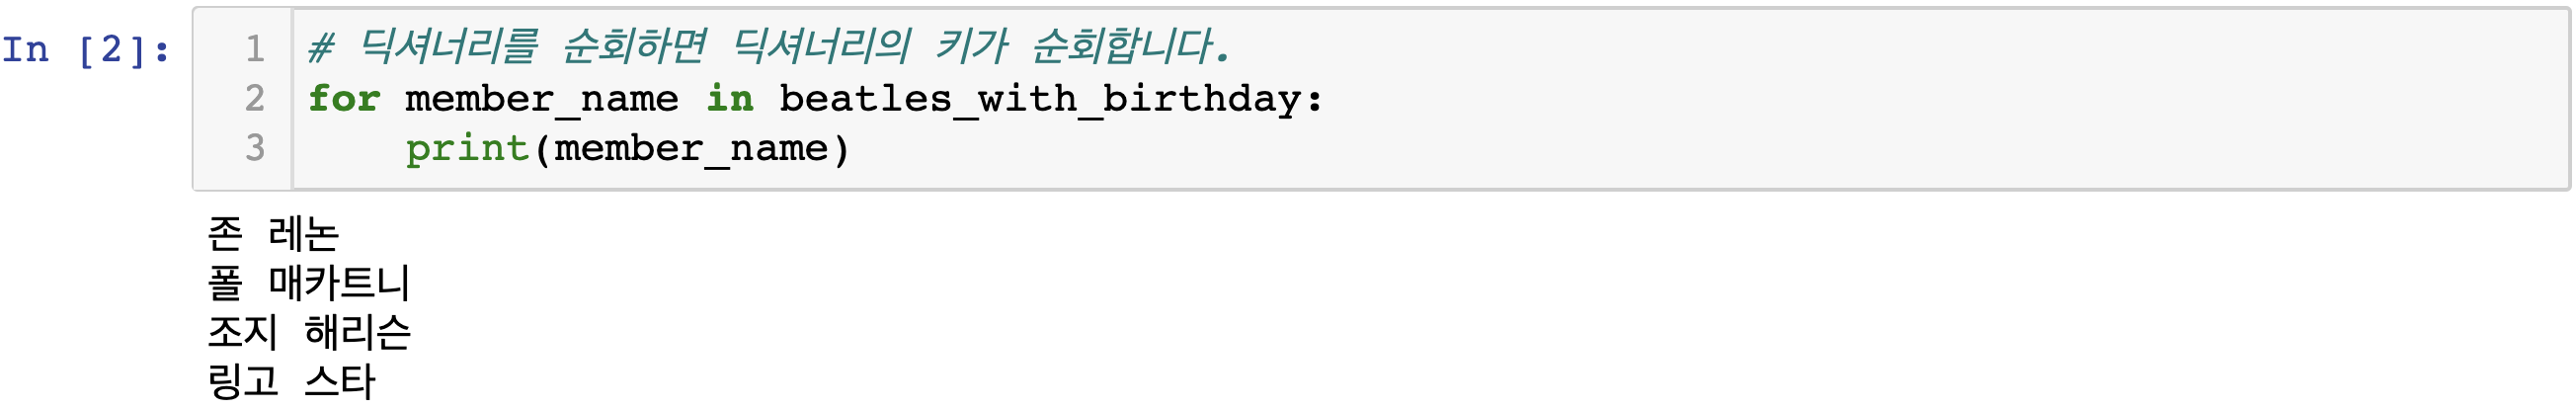 In [2]:
1 # 딕셔너리를 순회하면 딕셔너리의 키가 순회합니다.
2 for member_name in beatles_with_birthday:
3     print(member_name)
존 레논
폴 매카트니
조지 해리슨
링고 스타